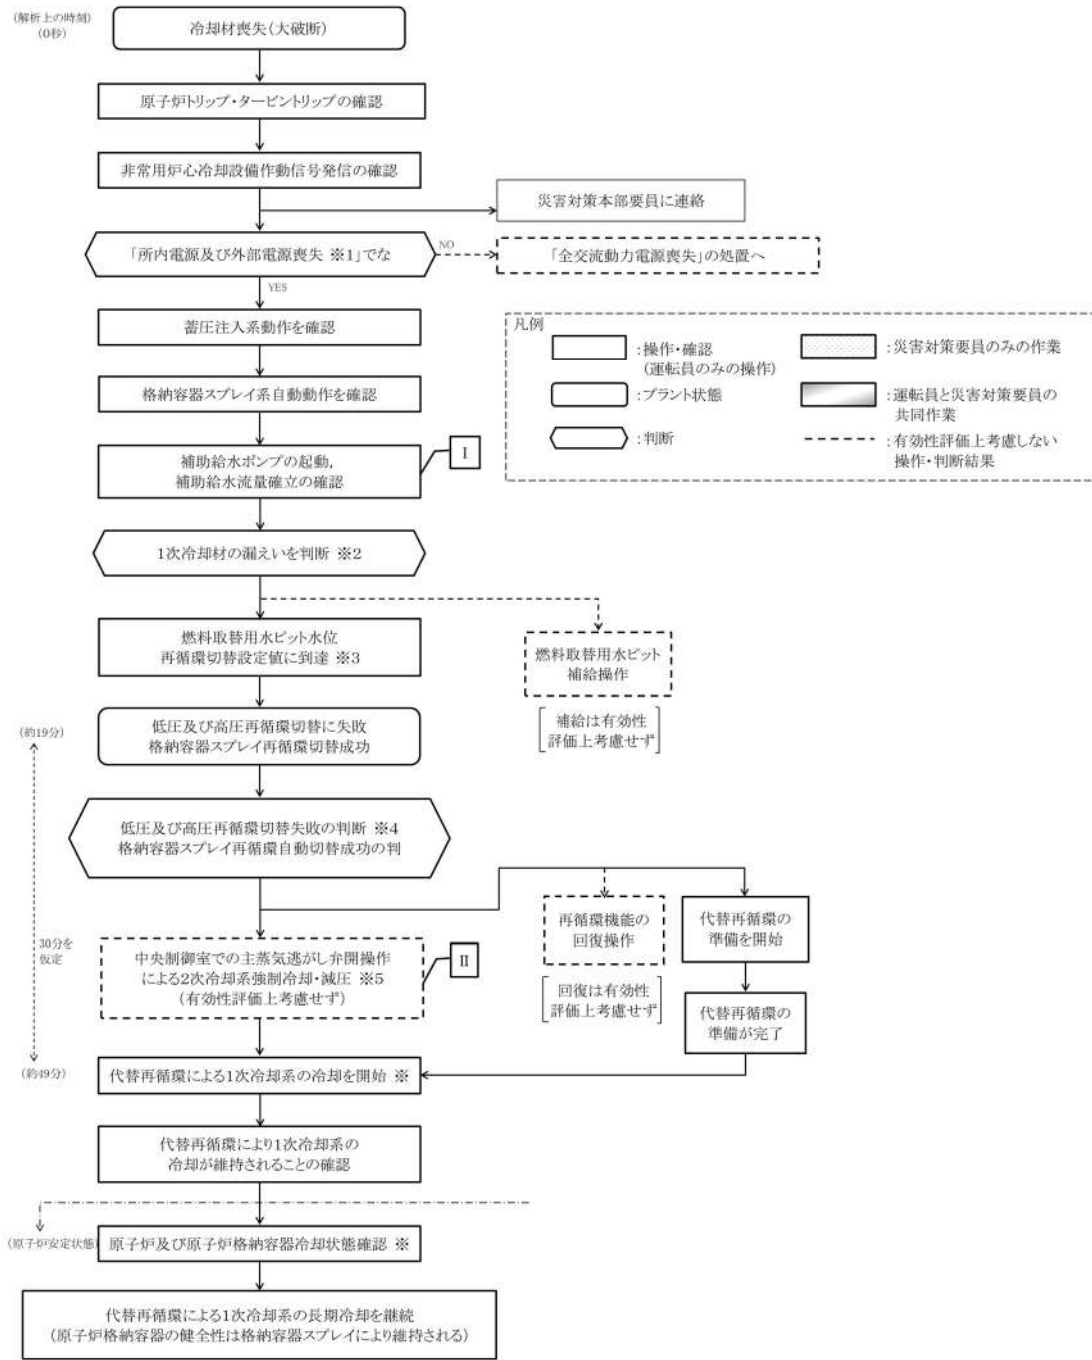 (解析上の時刻)
(0秒)
冷却材喪失(大破断)
原子炉トリップ・タービントリップの確認
非常用炉心冷却設備作動信号発信の確認
災害対策本部要員に連絡
「所内電源及び外部電源喪失 ※1」でな
NO
「全交流動力電源喪失」の処置へ
YES
蓄圧注入系動作を確認
格納容器スプレイ系自動動作を確認
補助給水ポンプの起動,
補助給水流量確立の確認
I
凡例
:操作・確認
(運転員のみの操作)
:プラント状態
:判断
:災害対策要員のみの作業
:運転員と災害対策要員の
共同作業
:有効性評価上考慮しない
操作・判断結果
1次冷却材の漏えいを判断 ※2
燃料取替用水ピット水位
再循環切替設定値に到達 ※3
燃料取替用水ピット
補給操作
補給は有効性
評価上考慮せず
(約19分)
低圧及び高圧再循環切替に失敗
格納容器スプレイ再循環切替成功
低圧及び高圧再循環切替失敗の判断 ※4
格納容器スプレイ再循環自動切替成功の判
30分を
仮定
中央制御室での主蒸気逃がし弁開操作
による2次冷却系強制冷却・減圧 ※5
(有効性評価上考慮せず)
II
再循環機能の
回復操作
回復は有効性
評価上考慮せず
代替再循環の
準備を開始
代替再循環の
準備が完了
(約49分)
代替再循環による1次冷却系の冷却を開始 ※
代替再循環により1次冷却系の
冷却が維持されることの確認
(原子炉安定状態)
原子炉及び原子炉格納容器冷却状態確認 ※
代替再循環による1次冷却系の長期冷却を継続
(原子炉格納容器の健全性は格納容器スプレイにより維持される)